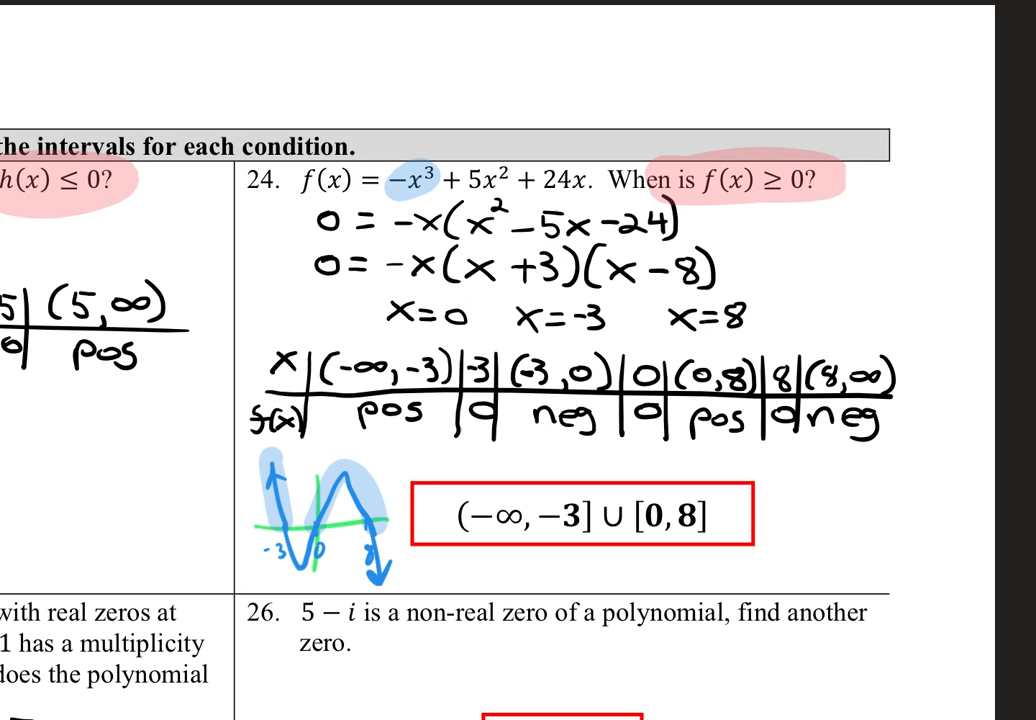 the intervals for each condition.
h(x) ≤ 0?
5| (5,∞)
0| pos
24. f(x) = −x³ + 5x² + 24x. When is f(x) ≥ 0?
0 = -x(x² - 5x - 24)
0 = -x(x + 3)(x - 8)
x=0 x=-3 x=8
x|(-∞,-3)|-3|(-3,0)|0|(0,8)|8|(8,∞)
f(x)| pos |0| neg |0| pos |0| neg
-3 0 8
(−∞, −3] ∪ [0, 8]
with real zeros at
1 has a multiplicity
does the polynomial
26. 5 − i is a non-real zero of a polynomial, find another
zero.